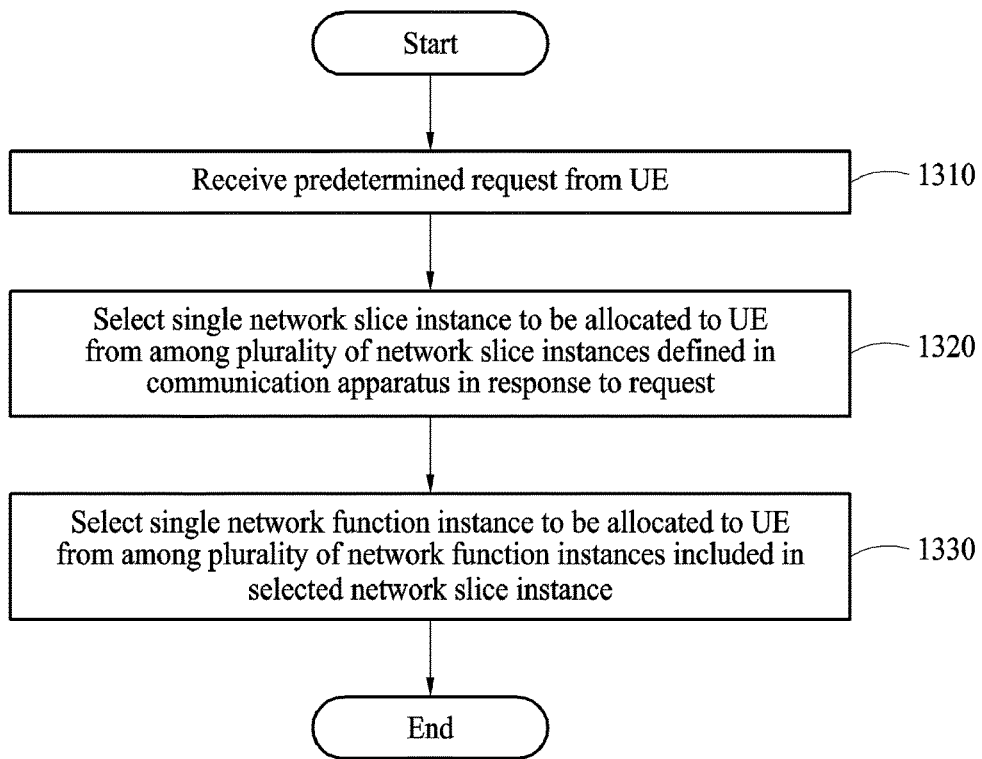 Start
Receive predetermined request from UE
1310
Select single network slice instance to be allocated to UE
from among plurality of network slice instances defined in
communication apparatus in response to request
1320
Select single network function instance to be allocated to UE
from among plurality of network function instances included in
selected network slice instance
1330
End